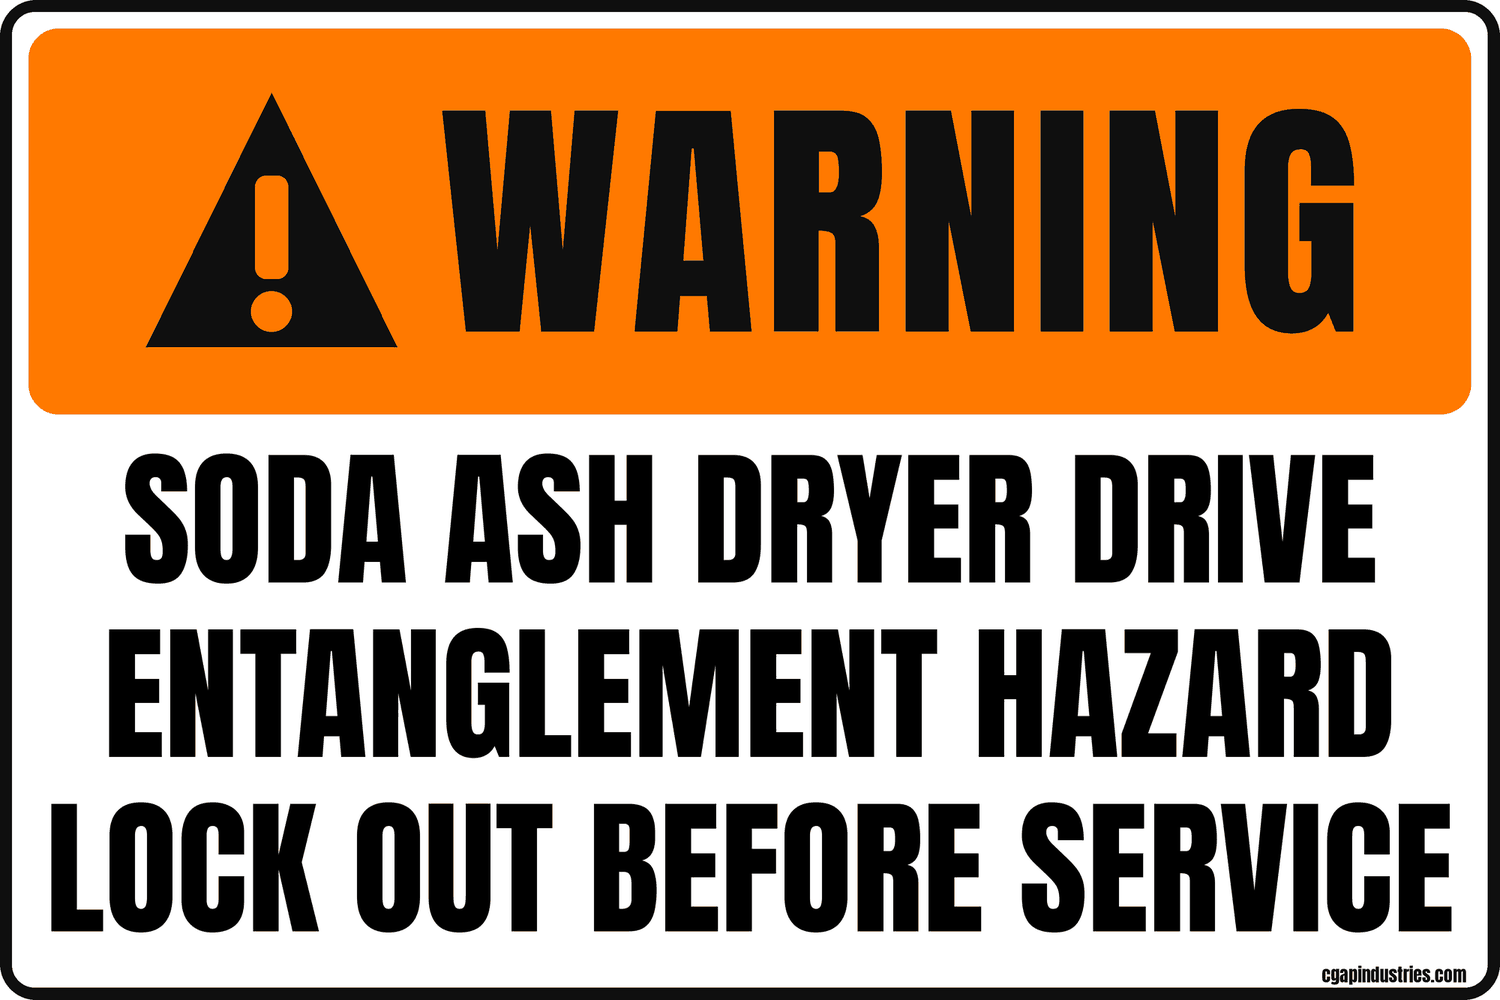 WARNING
SODA ASH DRYER DRIVE
ENTANGLEMENT HAZARD
LOCK OUT BEFORE SERVICE
cgapindustries.com